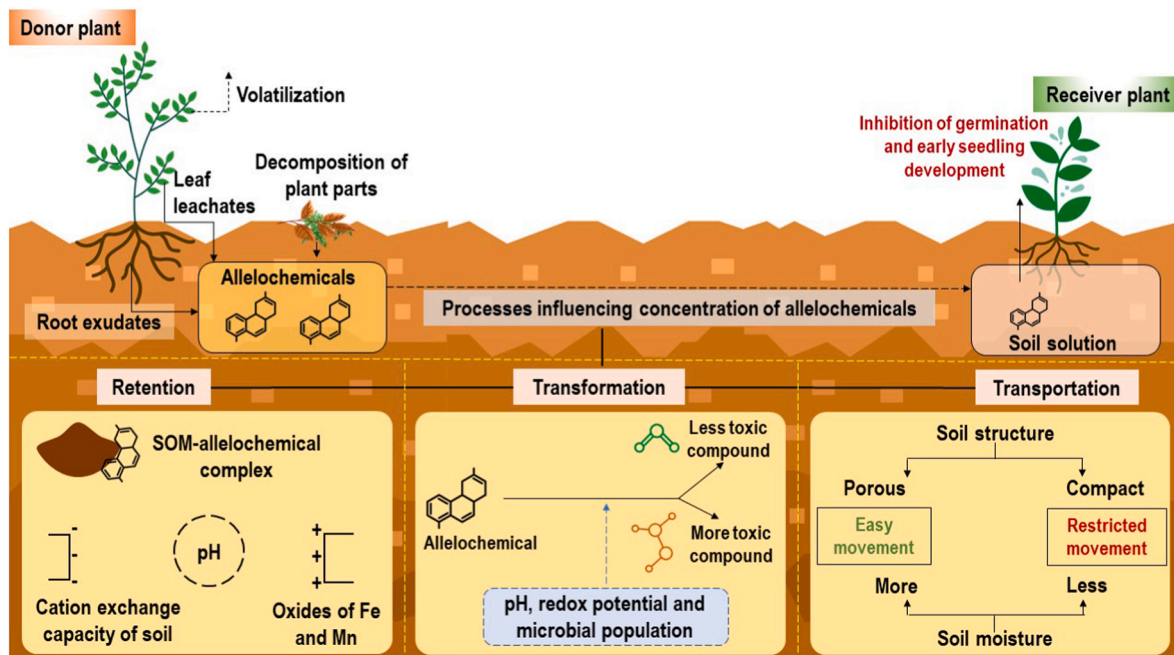 Donor plant
Volatilization
Decomposition of
plant parts
Leaf
leachates
Root exudates
Allelochemicals
Receiver plant
Inhibition of germination
and early seedling
development
Processes influencing concentration of allelochemicals
Soil solution
Retention
SOM-allelochemical
complex
-
-
-
pH
+
+
+
Cation exchange
capacity of soil
Oxides of Fe
and Mn
Transformation
Less toxic
compound
Allelochemical
More toxic
compound
pH, redox potential and
microbial population
Transportation
Soil structure
Porous
Compact
Easy
movement
Restricted
movement
More
Less
Soil moisture